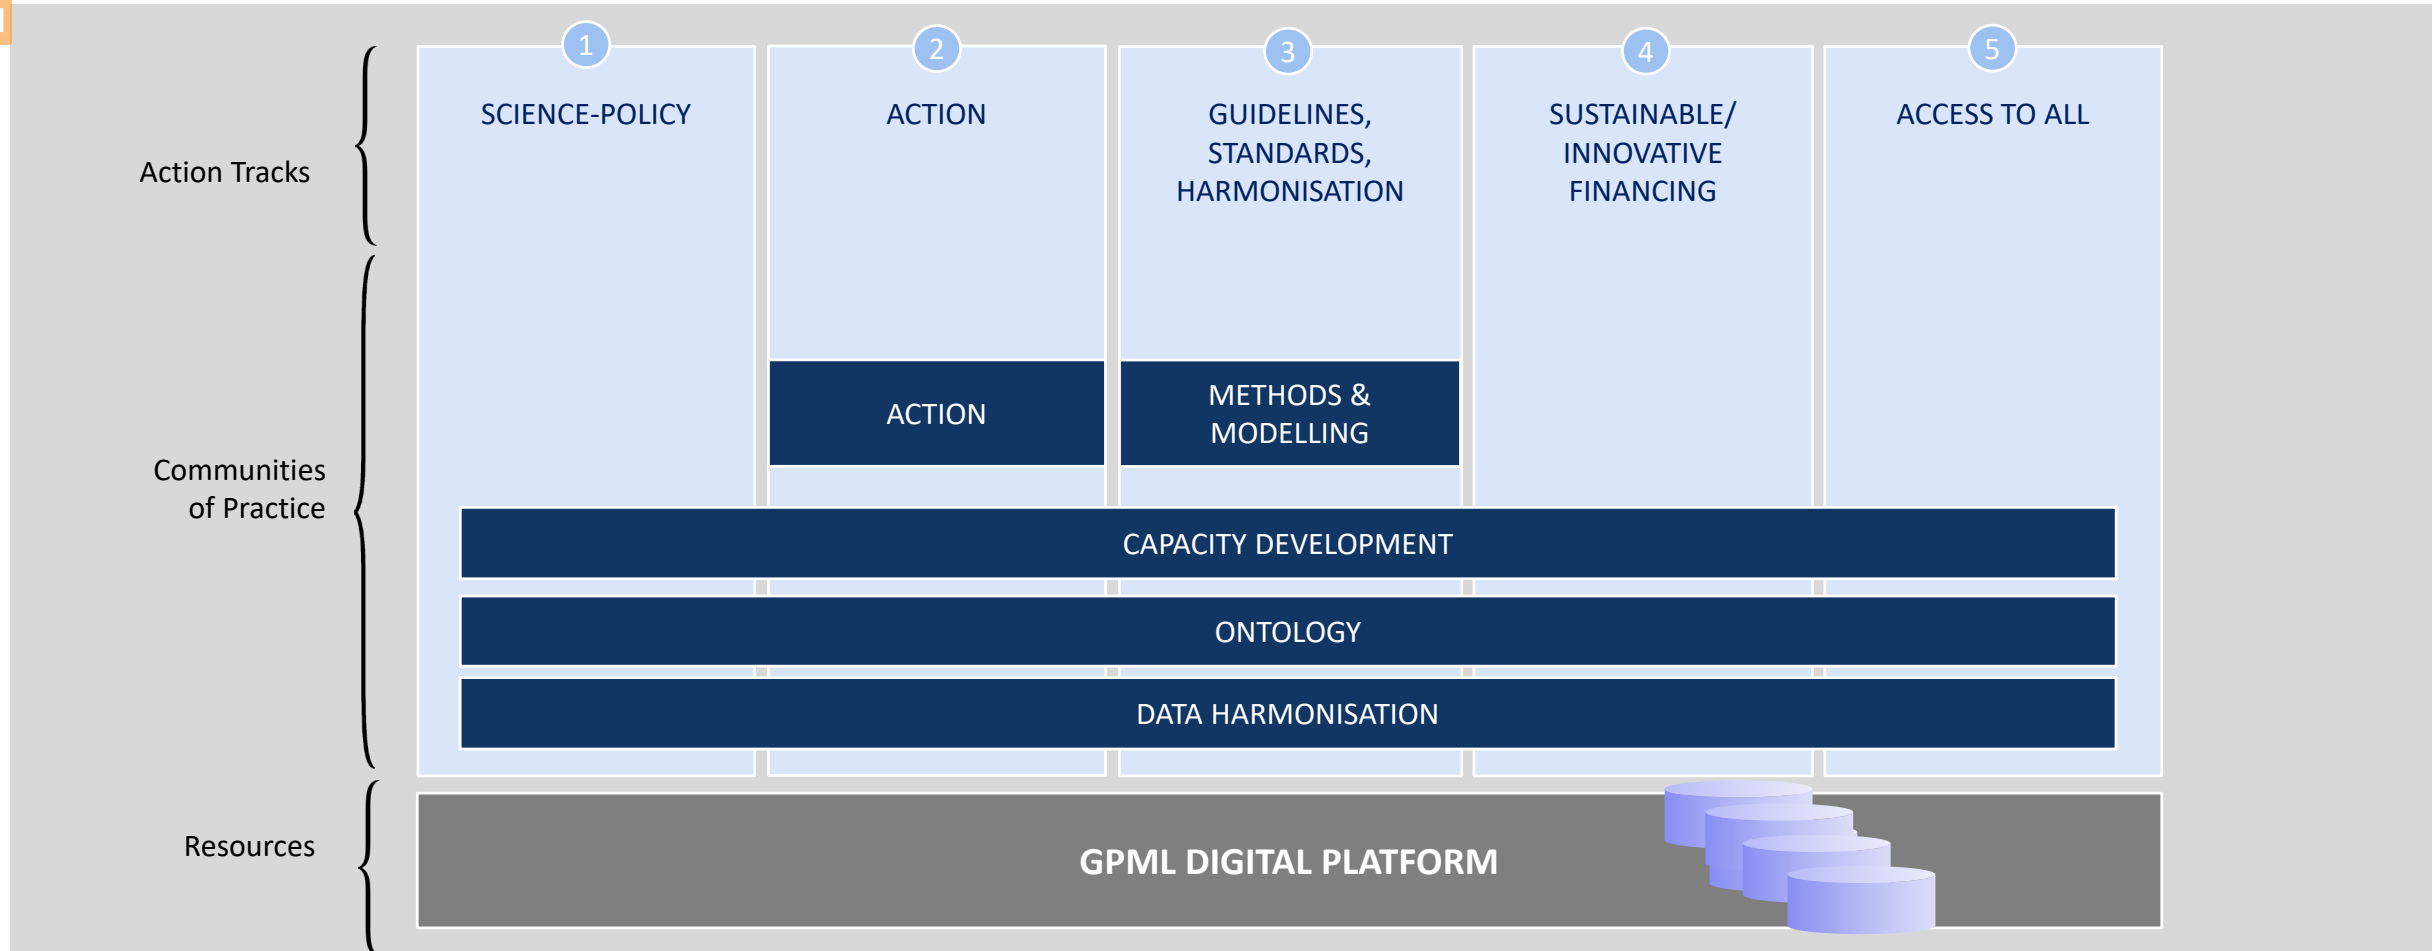 1
2
3
4
5
SCIENCE-POLICY
ACTION
GUIDELINES,
STANDARDS,
HARMONISATION
SUSTAINABLE/
INNOVATIVE
FINANCING
ACCESS TO ALL
Action Tracks
ACTION
METHODS &
MODELLING
Communities
of Practice
CAPACITY DEVELOPMENT
ONTOLOGY
DATA HARMONISATION
Resources
GPML DIGITAL PLATFORM